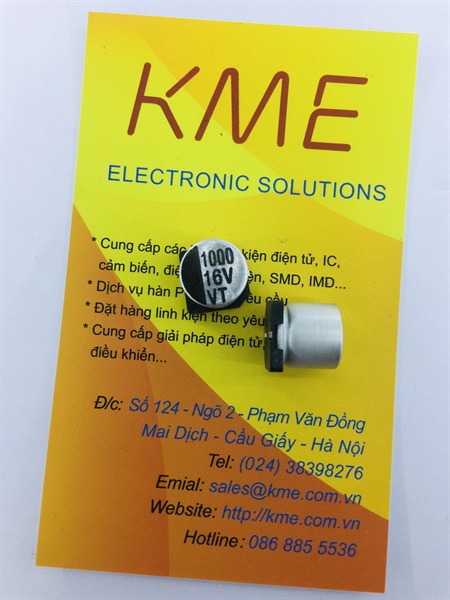 KME
ELECTRONIC SOLUTIONS
* Cung cấp các kiện điện tử, IC,
cảm biến, SMD, IMD...
* Dịch vụ hàn
* Đặt hàng linh kiện theo yêu
* Cung cấp giải pháp điện tử,
điều khiển...
1000
16V
VT
Đ/c: Số 124 - Ngõ 2 - Phạm Văn Đồng
Mai Dịch - Cầu Giấy - Hà Nội
Tel: (024) 38398276
Emial: sales@kme.com.vn
Website: http://kme.com.vn
Hotline: 086 885 5536